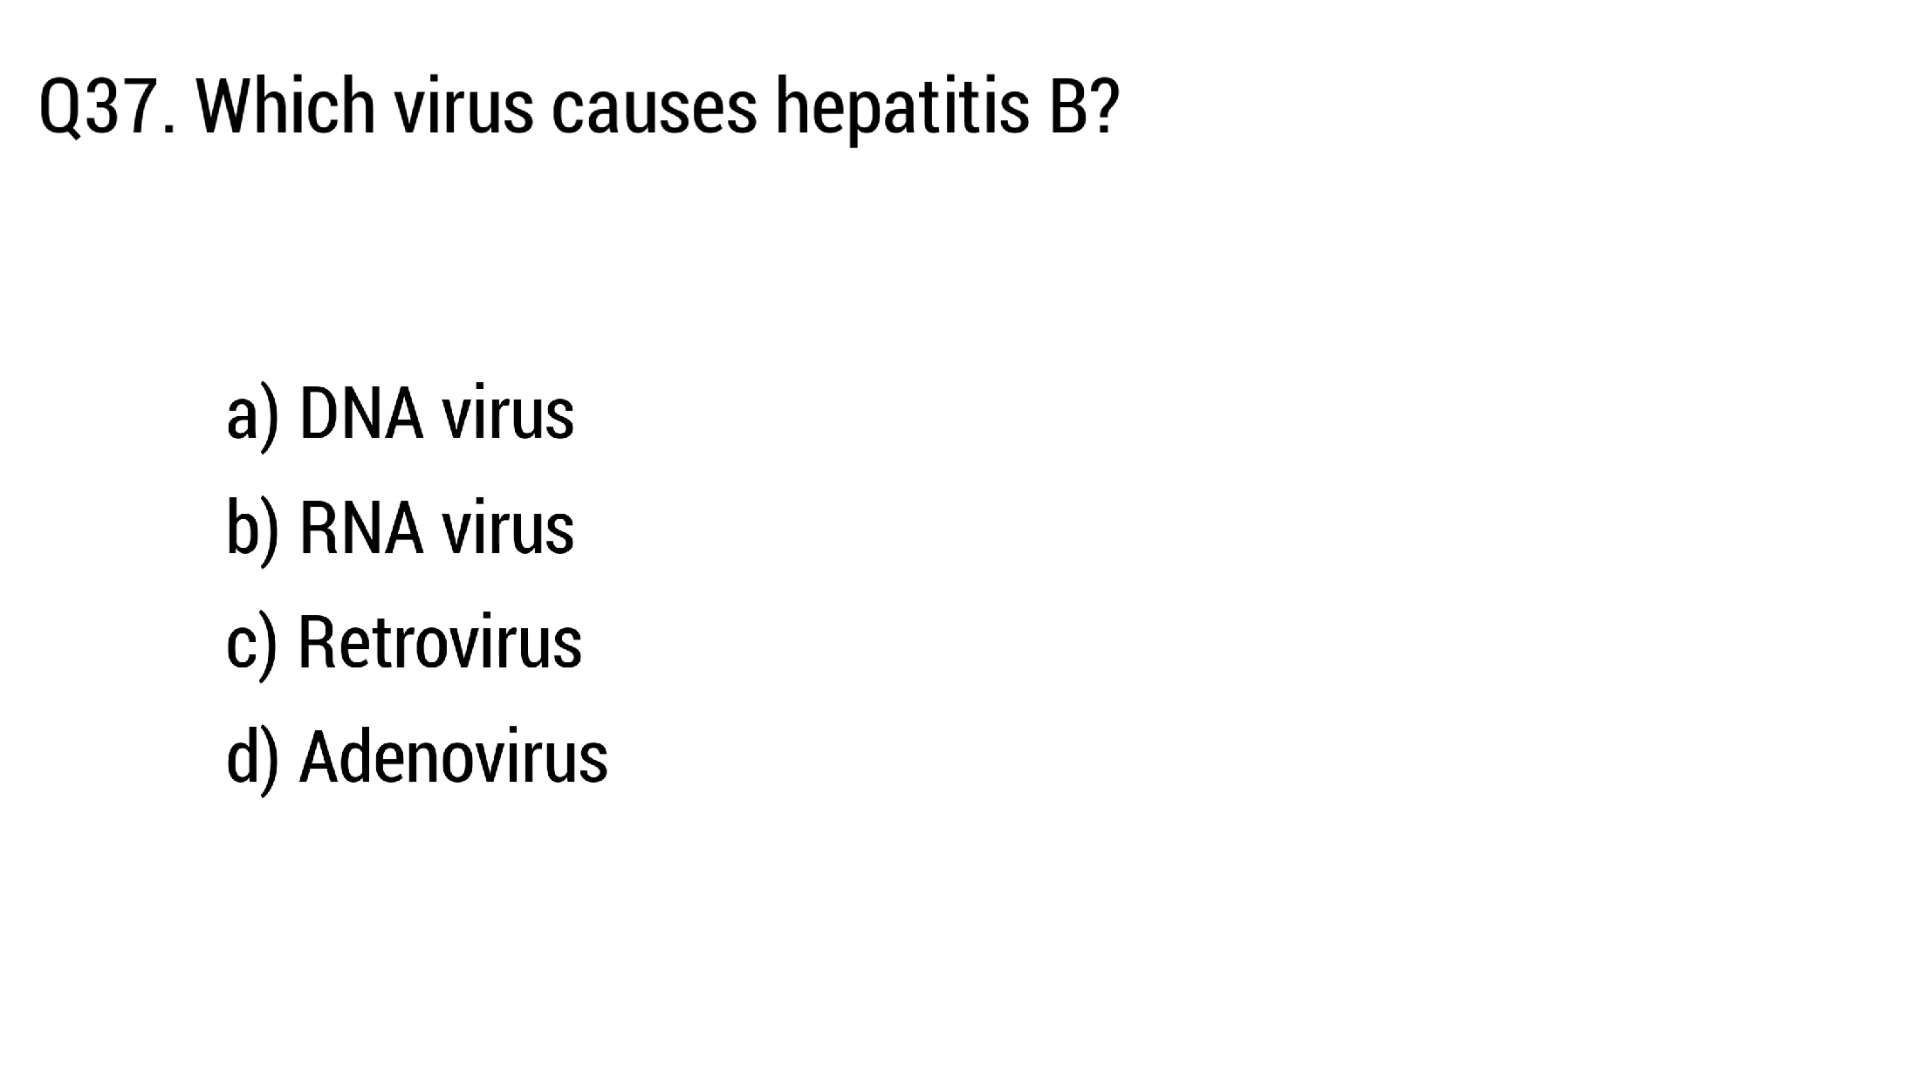 Q37. Which virus causes hepatitis B?
a) DNA virus
b) RNA virus
c) Retrovirus
d) Adenovirus